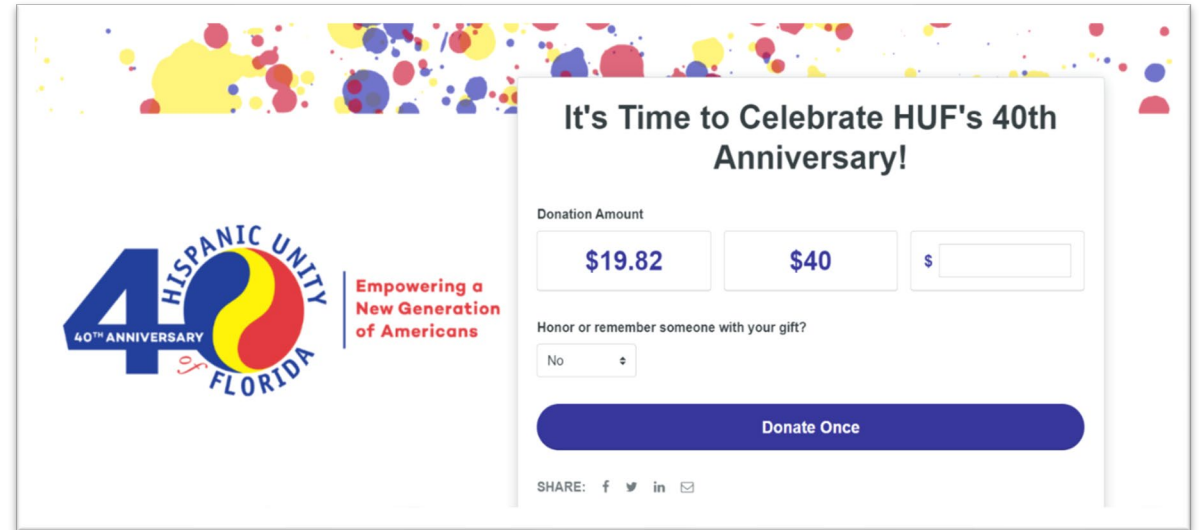 It's Time to Celebrate HUF's 40th
Anniversary!
Donation Amount
$19.82
$40
$
Honor or remember someone with your gift?
No
Donate Once
SHARE:
40
HISPANIC UNITY
of FLORIDA
40TH ANNIVERSARY
Empowering a
New Generation
of Americans